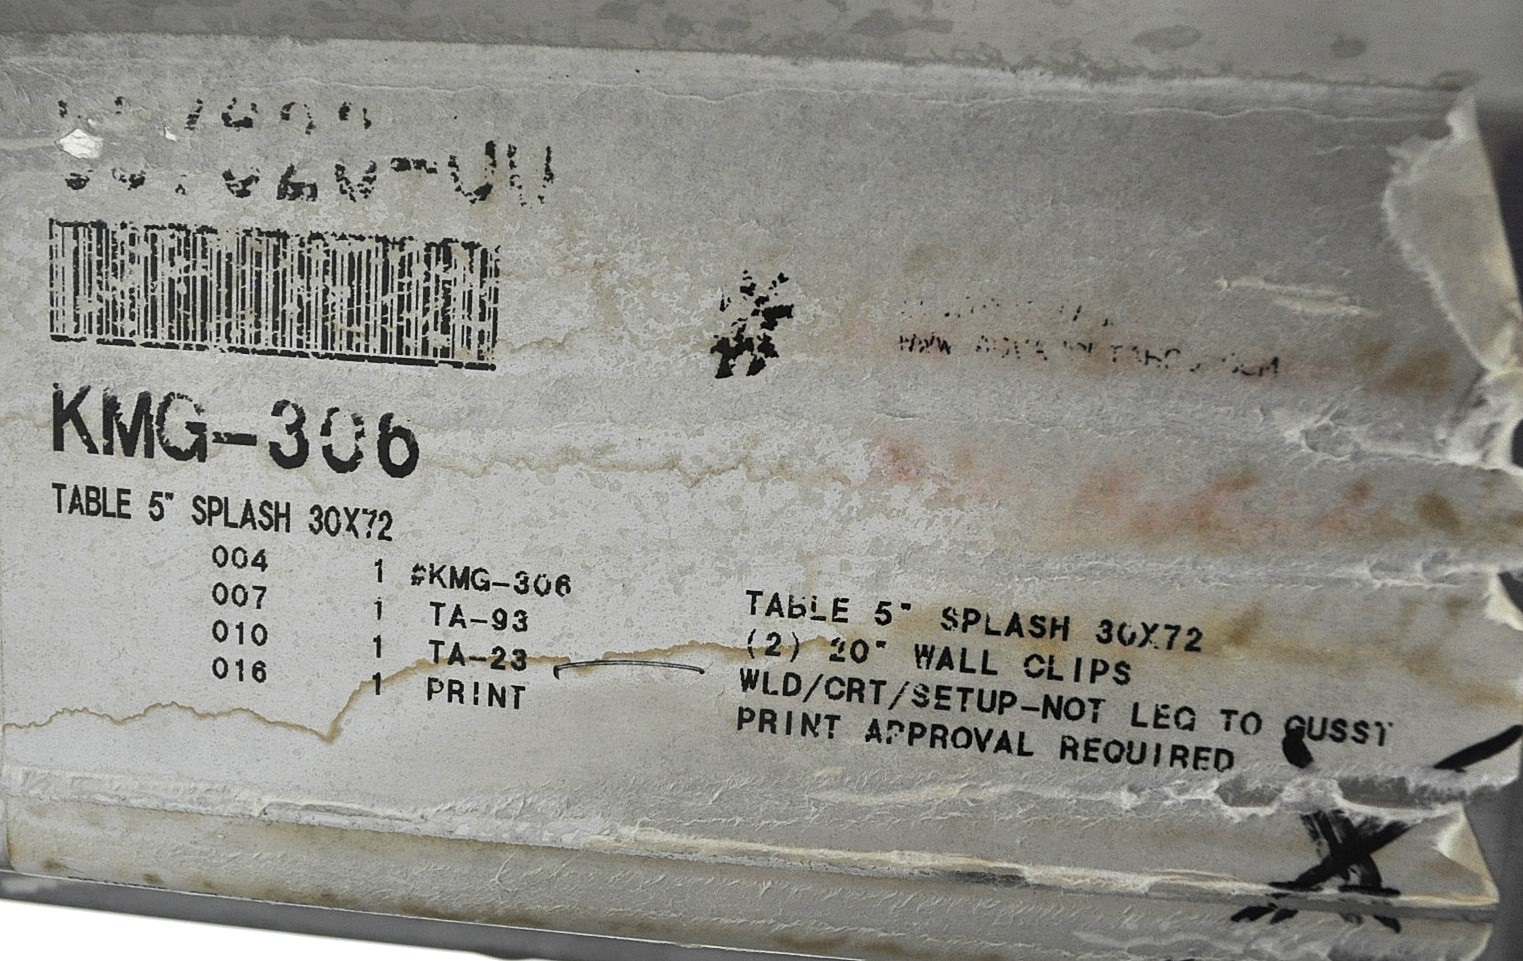 #
KMG-306
TABLE 5" SPLASH 30X72
004 1 #KMG-306 TABLE 5" SPLASH 30X72
007 1 TA-93 (2) 20" WALL CLIPS
010 1 TA-23 WLD/CRT/SETUP-NOT LEG TO GUSST
016 1 PRINT PRINT APPROVAL REQUIRED
X